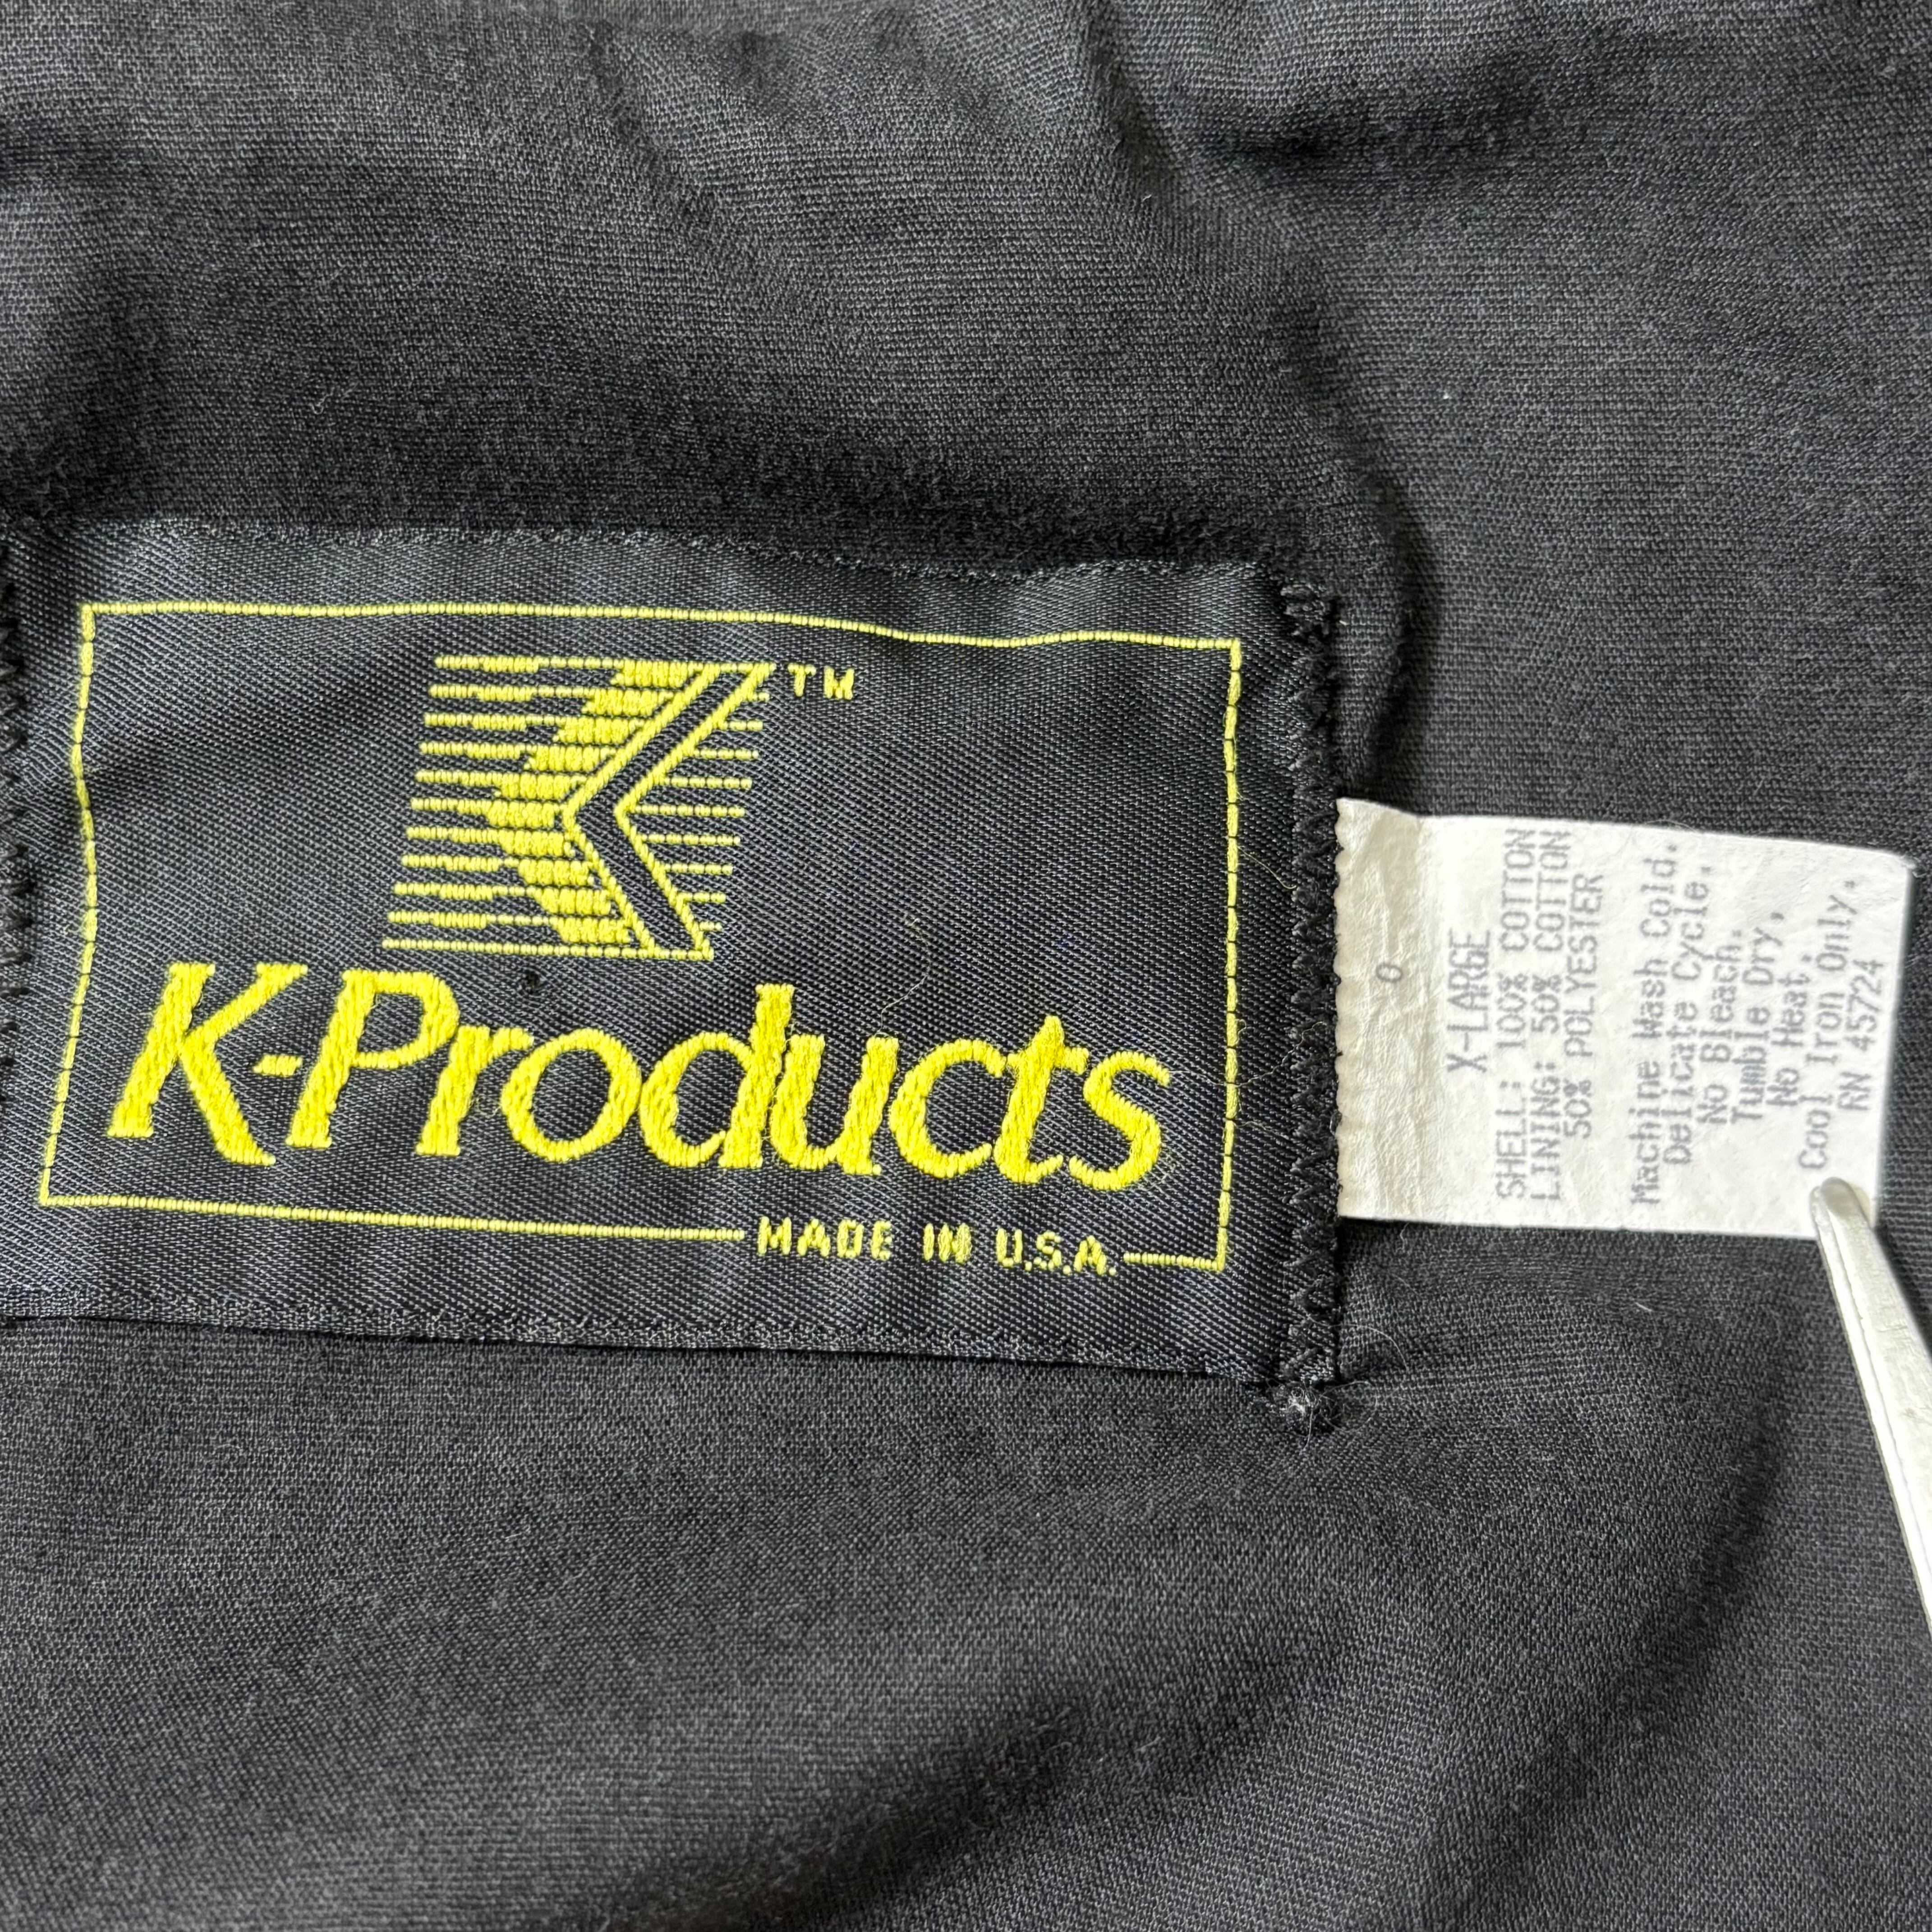 K™
K-Products
MADE IN U.S.A.
0
X-LARGE
SHELL: 100% COTTON
LINING: 50% COTTON
50% POLYESTER
Machine Wash Cold.
Delicate Cycle.
No Bleach.
Tumble Dry,
No Heat.
Cool Iron Only.
RN 45724